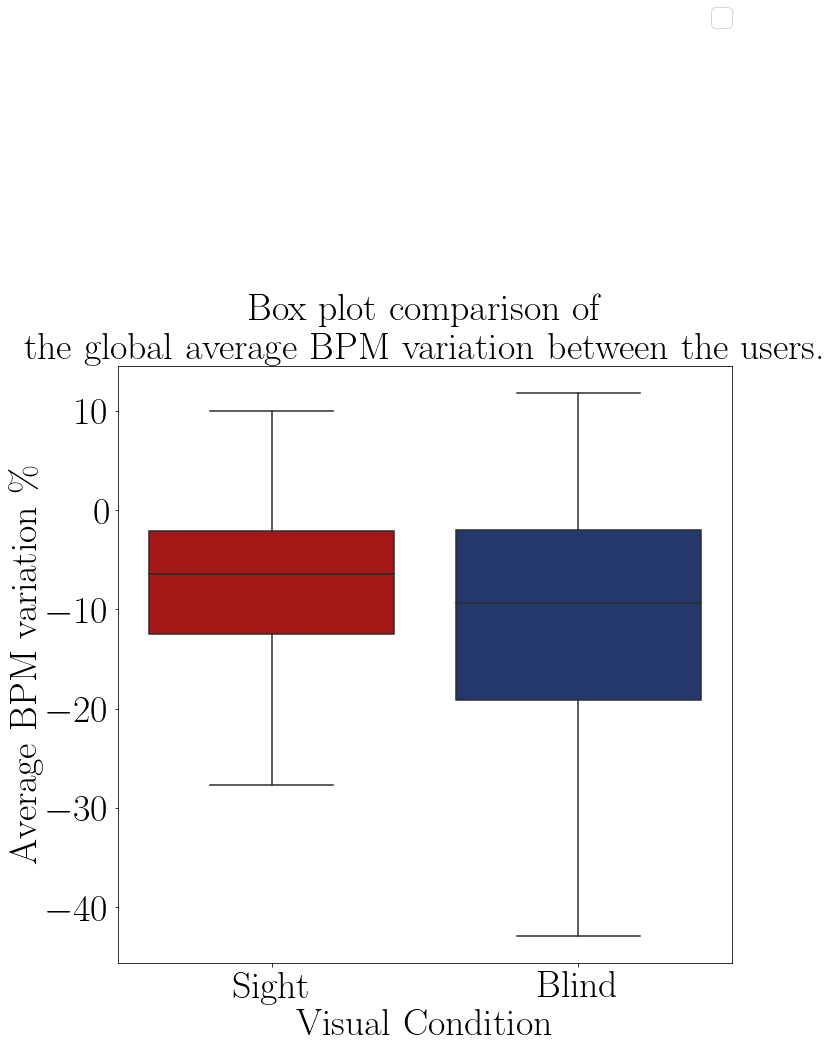 Box plot comparison of
the global average BPM variation between the users.
Average BPM variation %
10
0
−10
−20
−30
−40
Sight
Blind
Visual Condition